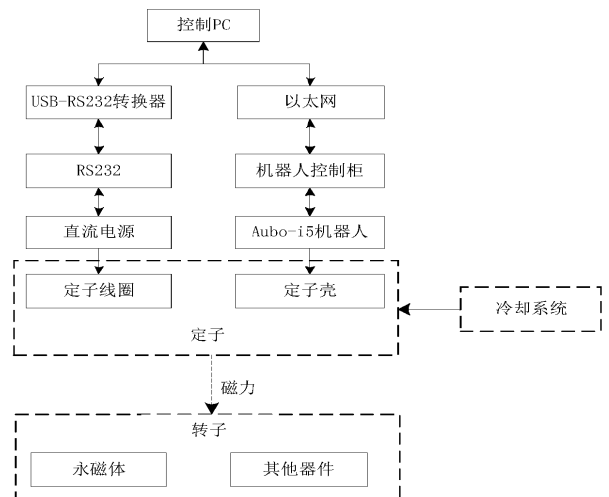 控制PC
USB-RS232转换器
以太网
RS232
机器人控制柜
直流电源
Aubo-i5机器人
定子线圈
定子壳
冷却系统
定子
磁力
转子
永磁体
其他器件